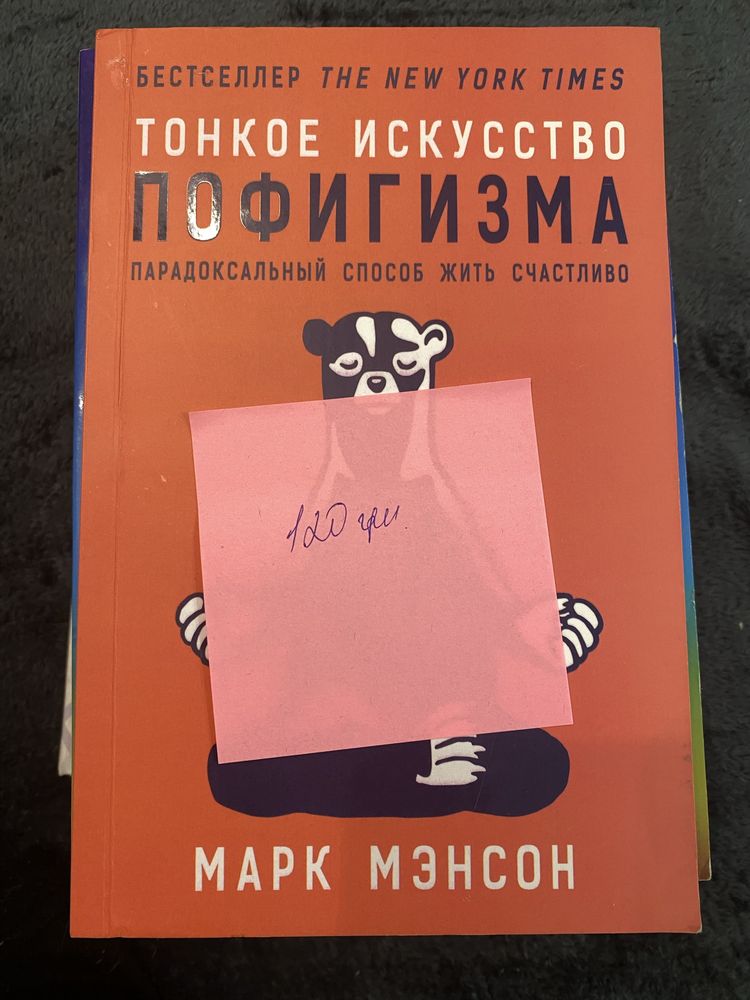 БЕСТСЕЛЛЕР THE NEW YORK TIMES
ТОНКОЕ ИСКУССТВО
ПОФИГИЗМА
ПАРАДОКСАЛЬНЫЙ СПОСОБ ЖИТЬ СЧАСТЛИВО
120 грн.
МАРК МЭНСОН